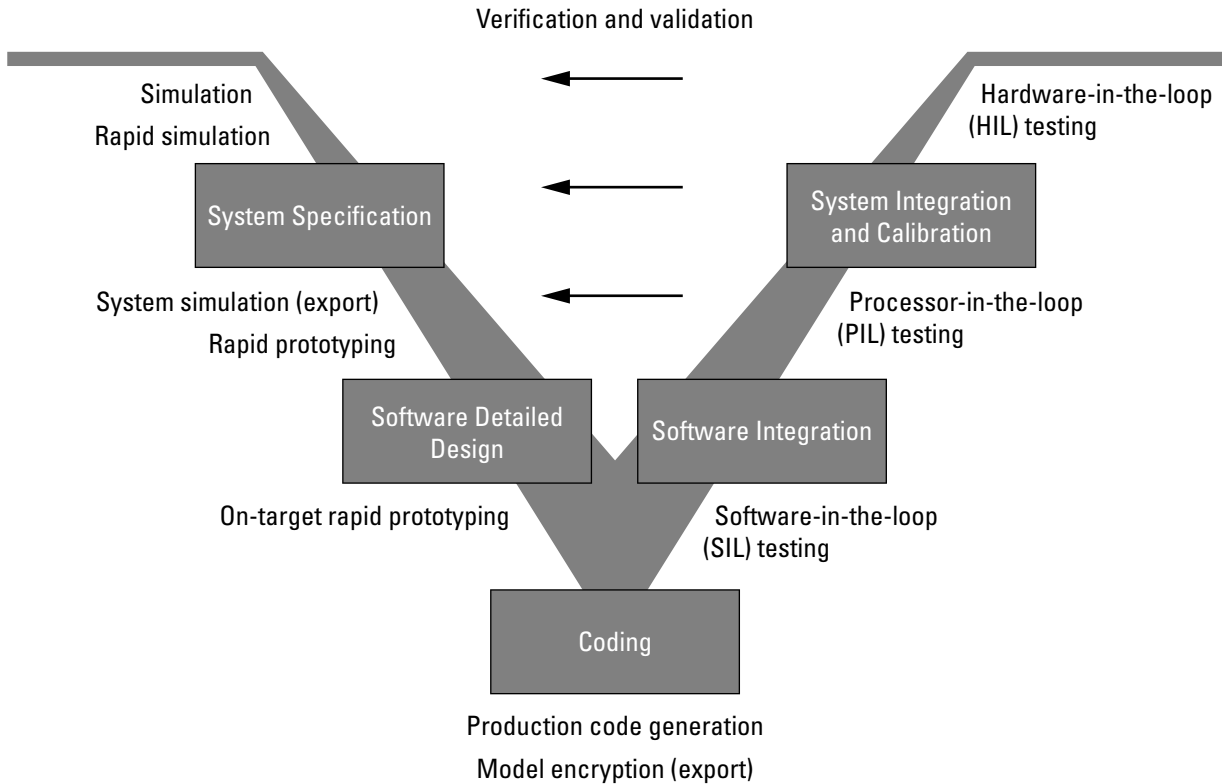 Verification and validation
Simulation
Rapid simulation
Hardware-in-the-loop
(HIL) testing
System Specification
System Integration
and Calibration
System simulation (export)
Rapid prototyping
Processor-in-the-loop
(PIL) testing
Software Detailed
Design
Software Integration
On-target rapid prototyping
Software-in-the-loop
(SIL) testing
Coding
Production code generation
Model encryption (export)